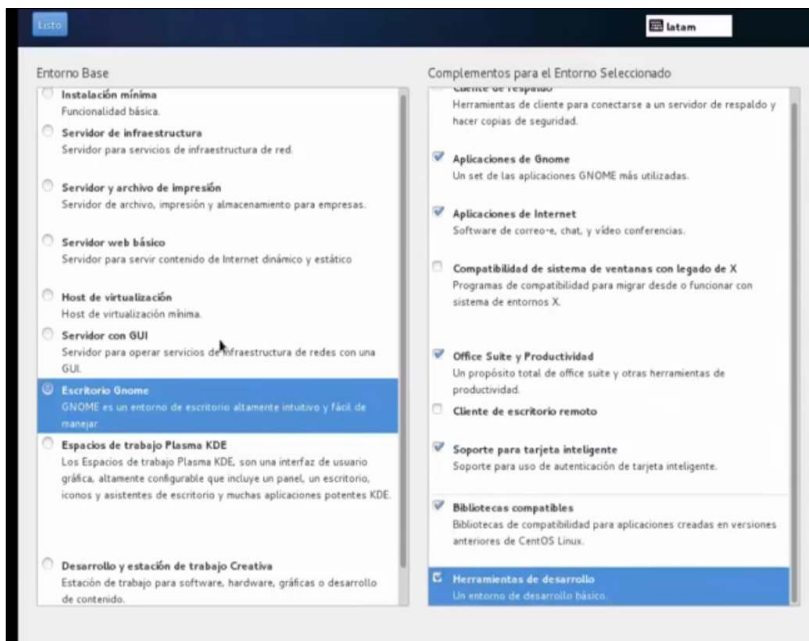 Listo
latam
Entorno Base
Instalación mínima
Funcionalidad básica.
Servidor de infraestructura
Servidor para servicios de infraestructura de red.
Servidor y archivo de impresión
Servidor de archivo, impresión y almacenamiento para empresas.
Servidor web básico
Servidor para servir contenido de Internet dinámico y estático
Host de virtualización
Host de virtualización mínima.
Servidor con GUI
Servidor para operar servicios de infraestructura de redes con una
GUI.
Escritorio Gnome
GNOME es un entorno de escritorio altamente intuitivo y fácil de
manejar
Espacios de trabajo Plasma KDE
Los Espacios de trabajo Plasma KDE, son una interfaz de usuario
gráfica, altamente configurable que incluye un panel, un escritorio,
iconos y asistentes de escritorio y muchas aplicaciones potentes KDE.
Desarrollo y estación de trabajo Creativa
Estación de trabajo para software, hardware, gráficas o desarrollo
de contenido.
Complementos para el Entorno Seleccionado
Cliente de respaldo
Herramientas de cliente para conectarse a un servidor de respaldo y
hacer copias de seguridad.
Aplicaciones de Gnome
Un set de las aplicaciones GNOME más utilizadas.
Aplicaciones de Internet
Software de correo-e, chat, y vídeo conferencias.
Compatibilidad de sistema de ventanas con legado de X
Programas de compatibilidad para migrar desde o funcionar con
sistema de entornos X.
Office Suite y Productividad
Un propósito total de office suite y otras herramientas de
productividad.
Cliente de escritorio remoto
Soporte para tarjeta inteligente
Soporte para uso de autenticación de tarjeta inteligente.
Bibliotecas compatibles
Bibliotecas de compatibilidad para aplicaciones creadas en versiones
anteriores de CentOS Linux.
Herramientas de desarrollo
Un entorno de desarrollo básico.